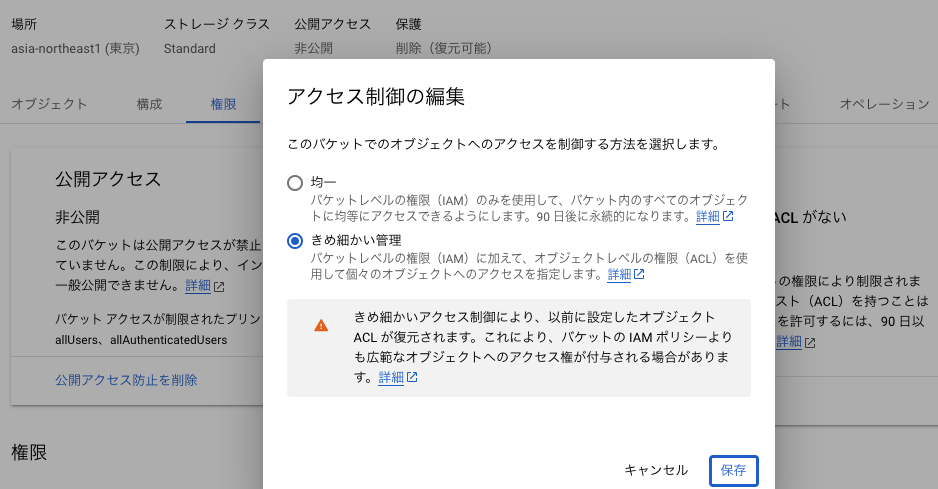 場所
ストレージ クラス
公開アクセス
保護
asia-northeast1 (東京)
Standard
非公開
削除（復元可能）
オブジェクト
構成
権限
オペレーション
公開アクセス
非公開
このバケットは公開アクセスが禁止
ていません。この制限により、イン
一般公開できません。詳細
バケット アクセスが制限されたプリン
allUsers、allAuthenticatedUsers
公開アクセス防止を削除
権限
アクセス制御の編集
このバケットでのオブジェクトへのアクセスを制御する方法を選択します。
均一
バケットレベルの権限（IAM）のみを使用して、バケット内のすべてのオブジェク
トに均等にアクセスできるようにします。90 日後に永続的になります。詳細
きめ細かい管理
バケットレベルの権限（IAM）に加えて、オブジェクトレベルの権限（ACL）を使
用して個々のオブジェクトへのアクセスを指定します。詳細
きめ細かいアクセス制御により、以前に設定したオブジェクト
ACL が復元されます。これにより、バケットの IAM ポリシーより
も広範なオブジェクトへのアクセス権が付与される場合がありま
す。詳細
キャンセル
保存
ACL がない
の権限により制限されま
スト（ACL）を持つことは
を許可するには、90 日以
詳細